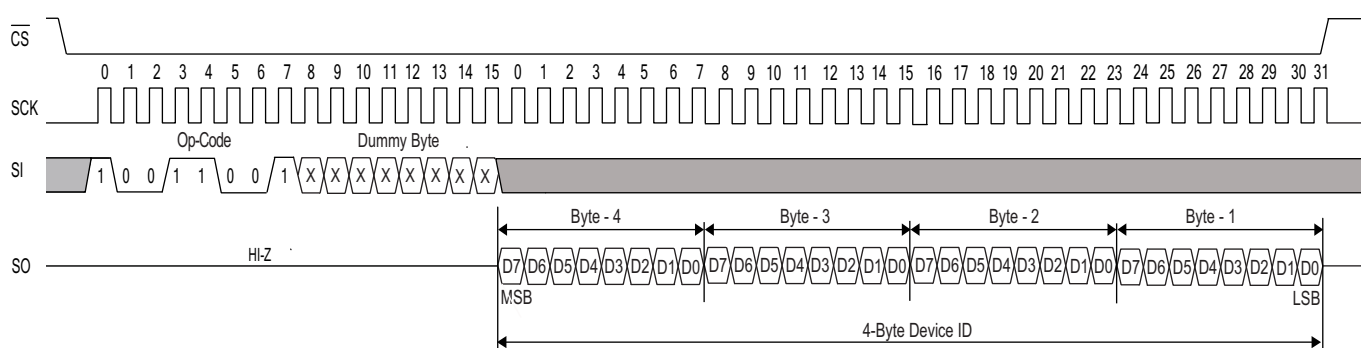 CS
0 1 2 3 4 5 6 7 8 9 10 11 12 13 14 15 0 1 2 3 4 5 6 7 8 9 10 11 12 13 14 15 16 17 18 19 20 21 22 23 24 25 26 27 28 29 30 31
SCK
Op-Code Dummy Byte
SI 1 0 0 1 1 0 0 1 X X X X X X X X
Byte - 4 Byte - 3 Byte - 2 Byte - 1
HI-Z
SO D7 D6 D5 D4 D3 D2 D1 D0 D7 D6 D5 D4 D3 D2 D1 D0 D7 D6 D5 D4 D3 D2 D1 D0 D7 D6 D5 D4 D3 D2 D1 D0
MSB LSB
4-Byte Device ID